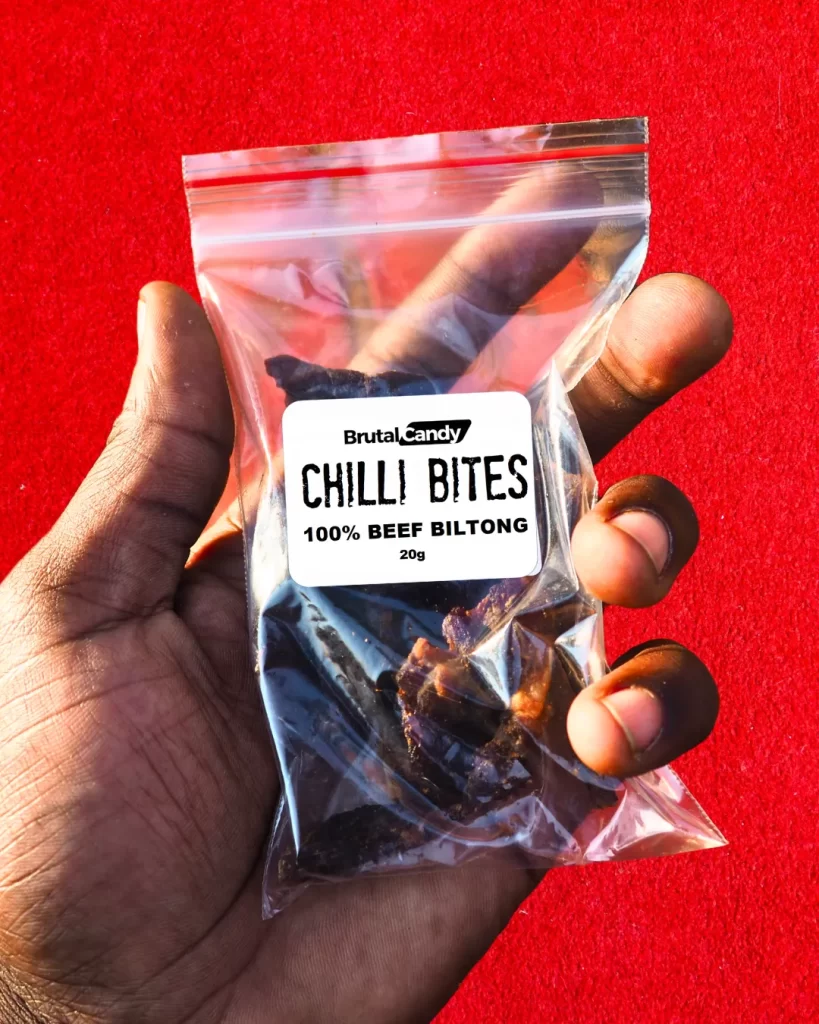 BrutalCandy
CHILLI BITES
100% BEEF BILTONG
20g